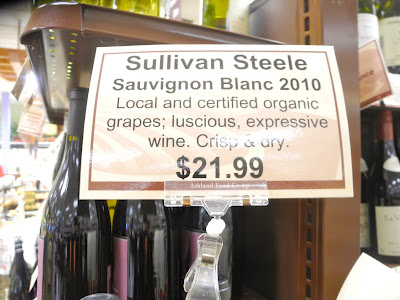 Sullivan Steele
Sauvignon Blanc 2010
Local and certified organic
grapes; luscious, expressive
wine. Crisp & dry.
$21.99
Ashland Food Co-op